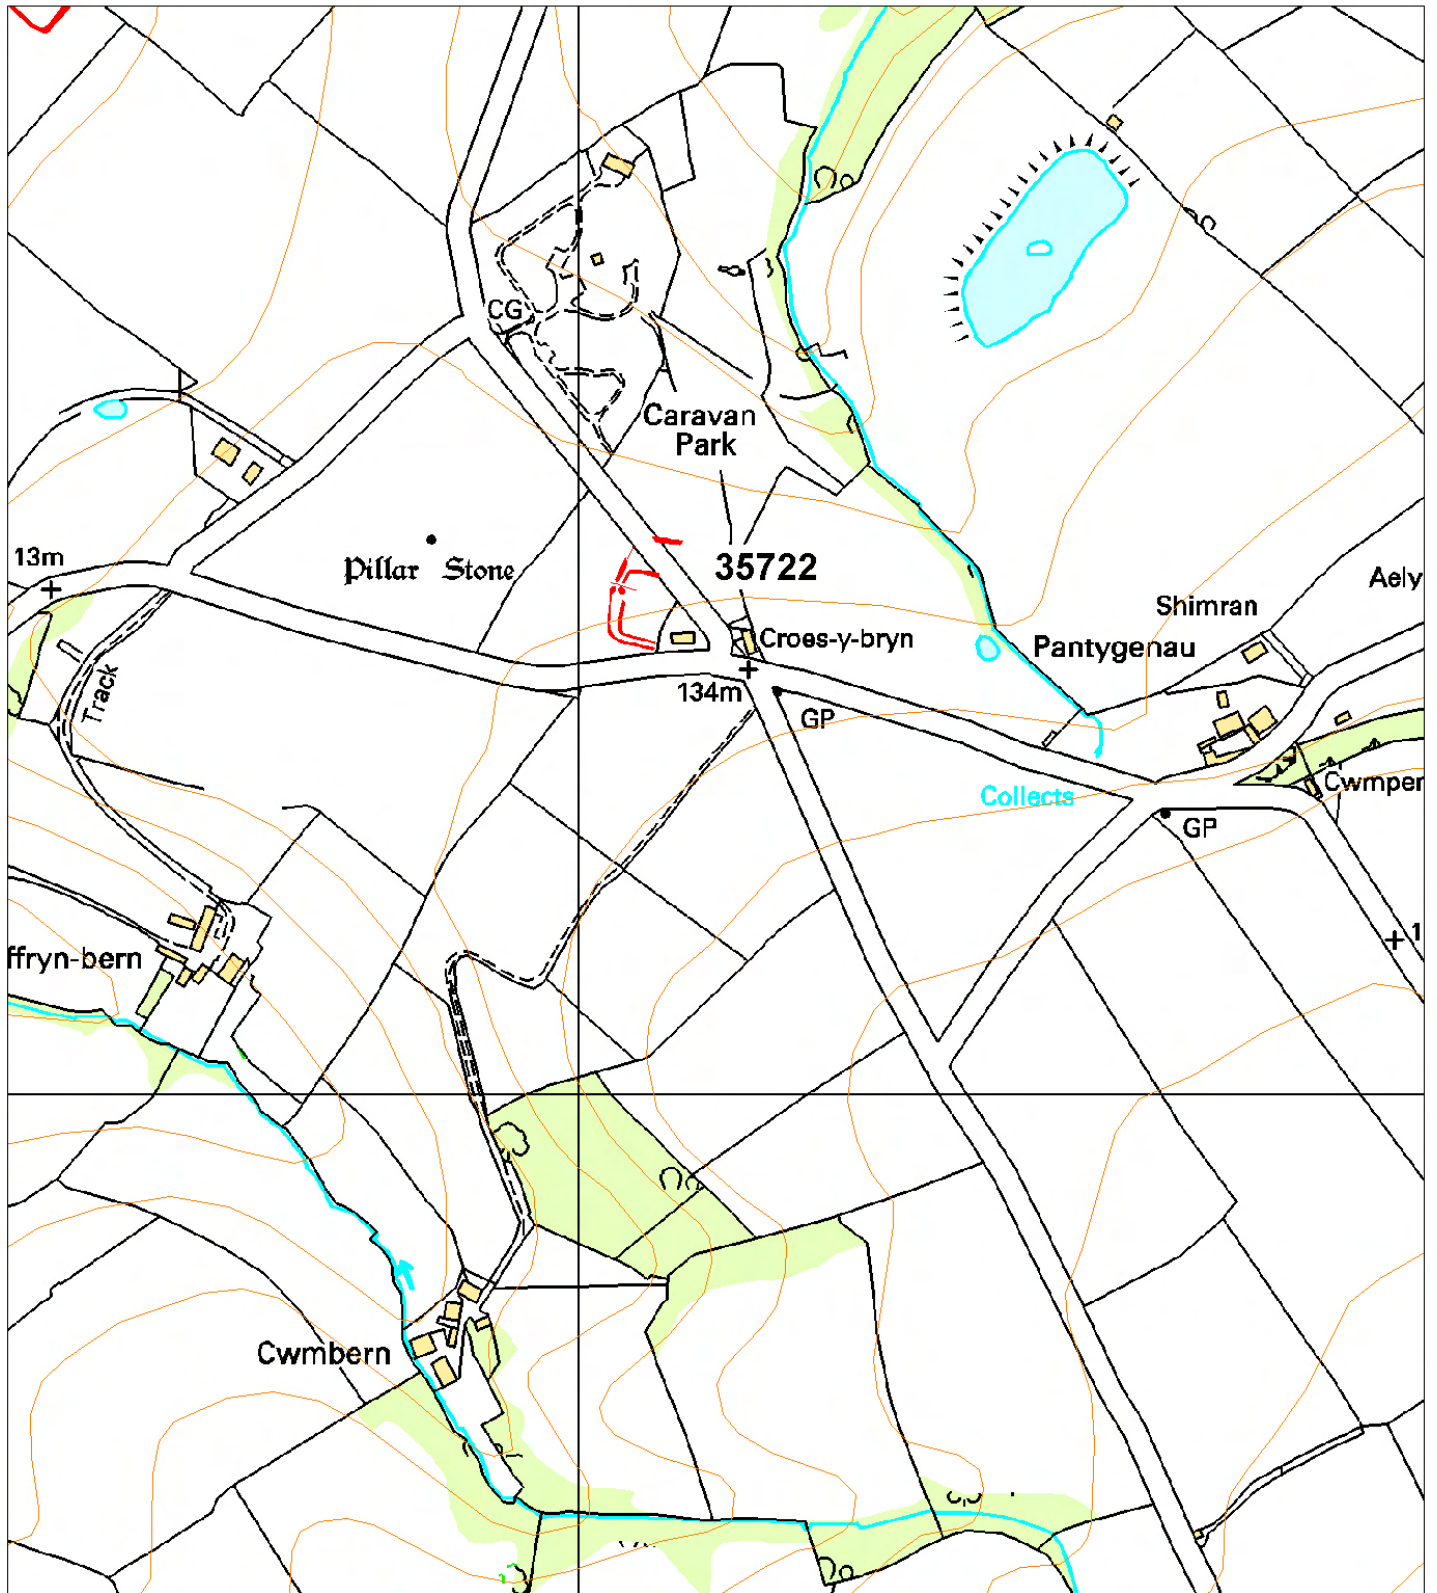 CG
Caravan
Park
13m
Pillar Stone
35722
Aely
Shimran
Croes-y-bryn
Pantygenau
134m
Track
GP
Collects
Cwmper
GP
1
ffryn-bern
Cwmbern